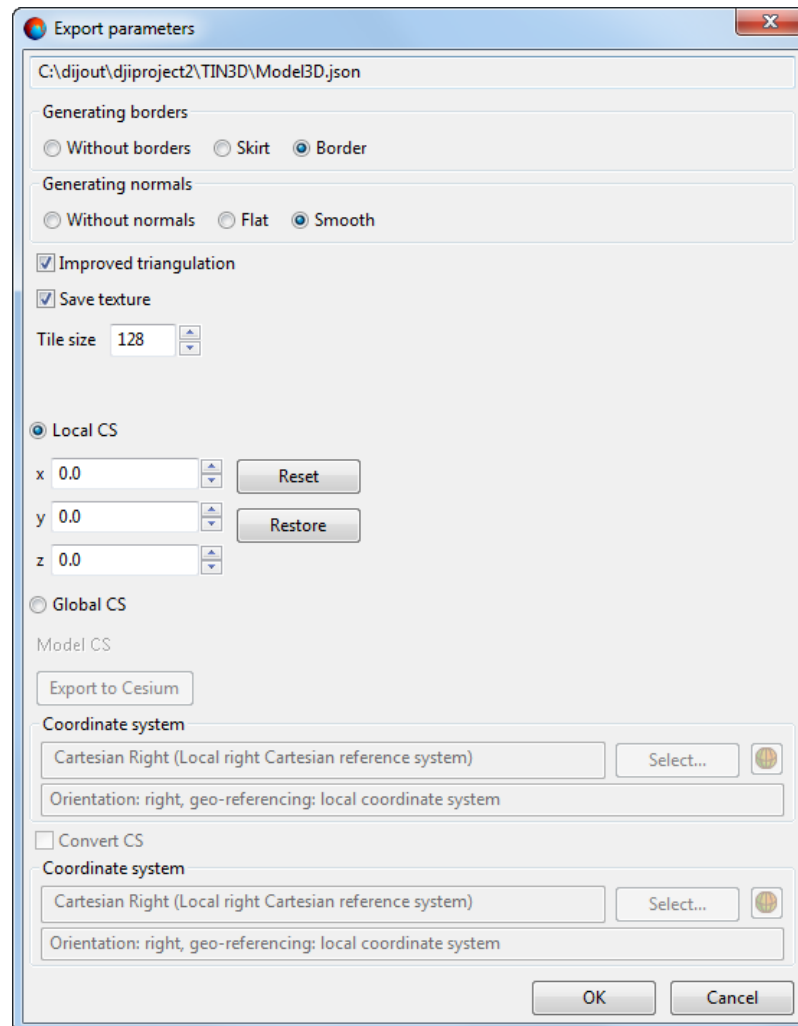 Export parameters
C:\dijout\djiproject2\TIN3D\Model3D.json
Generating borders
Without borders Skirt Border
Generating normals
Without normals Flat Smooth
Improved triangulation
Save texture
Tile size 128
Local CS
x 0.0 Reset
y 0.0 Restore
z 0.0
Global CS
Model CS
Export to Cesium
Coordinate system
Cartesian Right (Local right Cartesian reference system) Select...
Orientation: right, geo-referencing: local coordinate system
Convert CS
Coordinate system
Cartesian Right (Local right Cartesian reference system) Select...
Orientation: right, geo-referencing: local coordinate system
OK Cancel